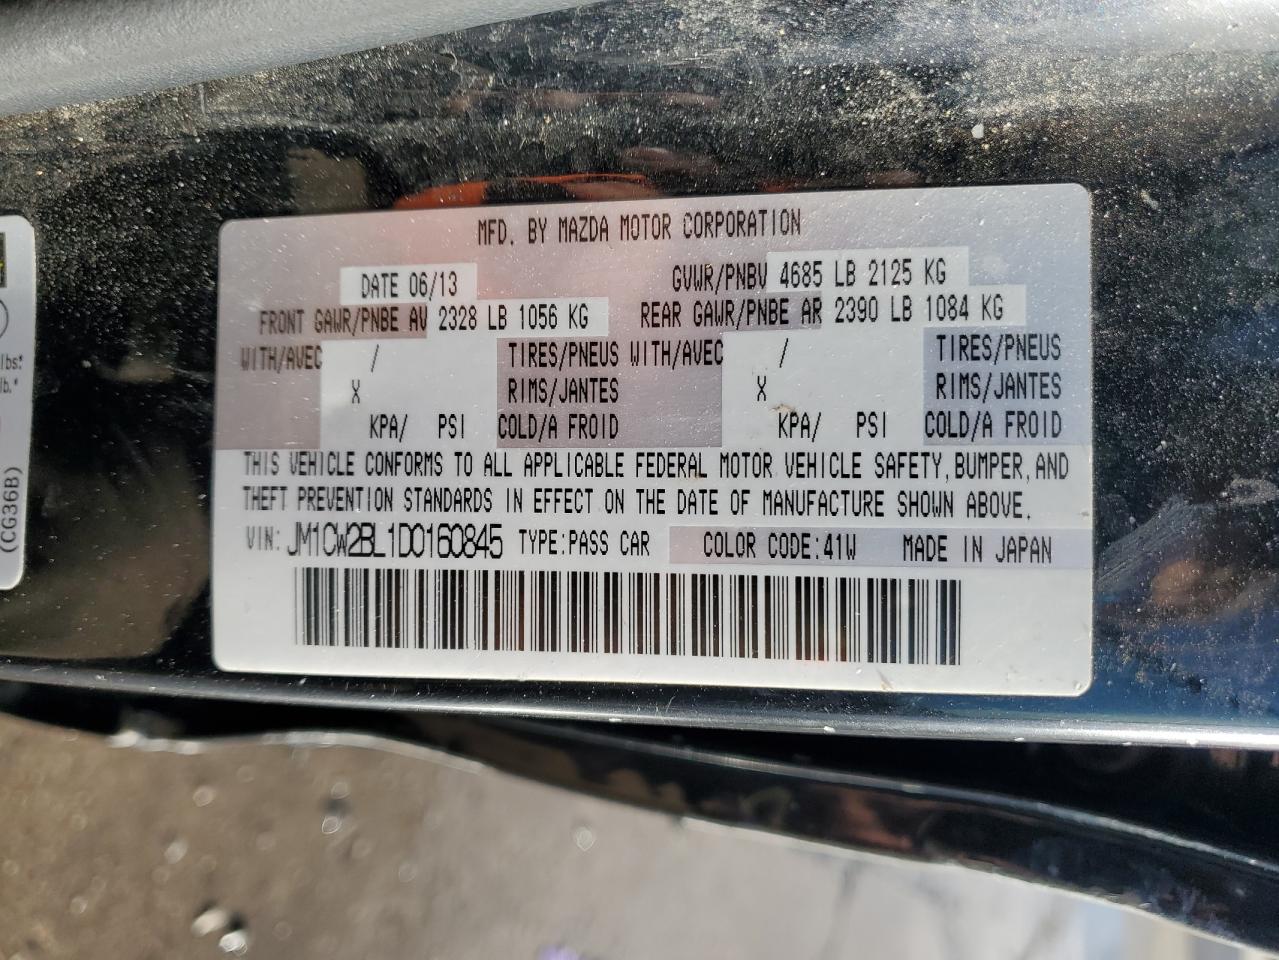 MFD. BY MAZDA MOTOR CORPORATION
DATE 06/13 GVWR/PNBV 4685 LB 2125 KG
FRONT GAWR/PNBE AV 2328 LB 1056 KG REAR GAWR/PNBE AR 2390 LB 1084 KG
WITH/AVEC / TIRES/PNEUS WITH/AVEC / TIRES/PNEUS
X RIMS/JANTES X RIMS/JANTES
KPA/ PSI COLD/A FROID KPA/ PSI COLD/A FROID
THIS VEHICLE CONFORMS TO ALL APPLICABLE FEDERAL MOTOR VEHICLE SAFETY, BUMPER, AND
THEFT PREVENTION STANDARDS IN EFFECT ON THE DATE OF MANUFACTURE SHOWN ABOVE.
VIN: JM1CW2BL1D0160845 TYPE:PASS CAR COLOR CODE:41W MADE IN JAPAN
lbs.*
lb.*
(CG36B)